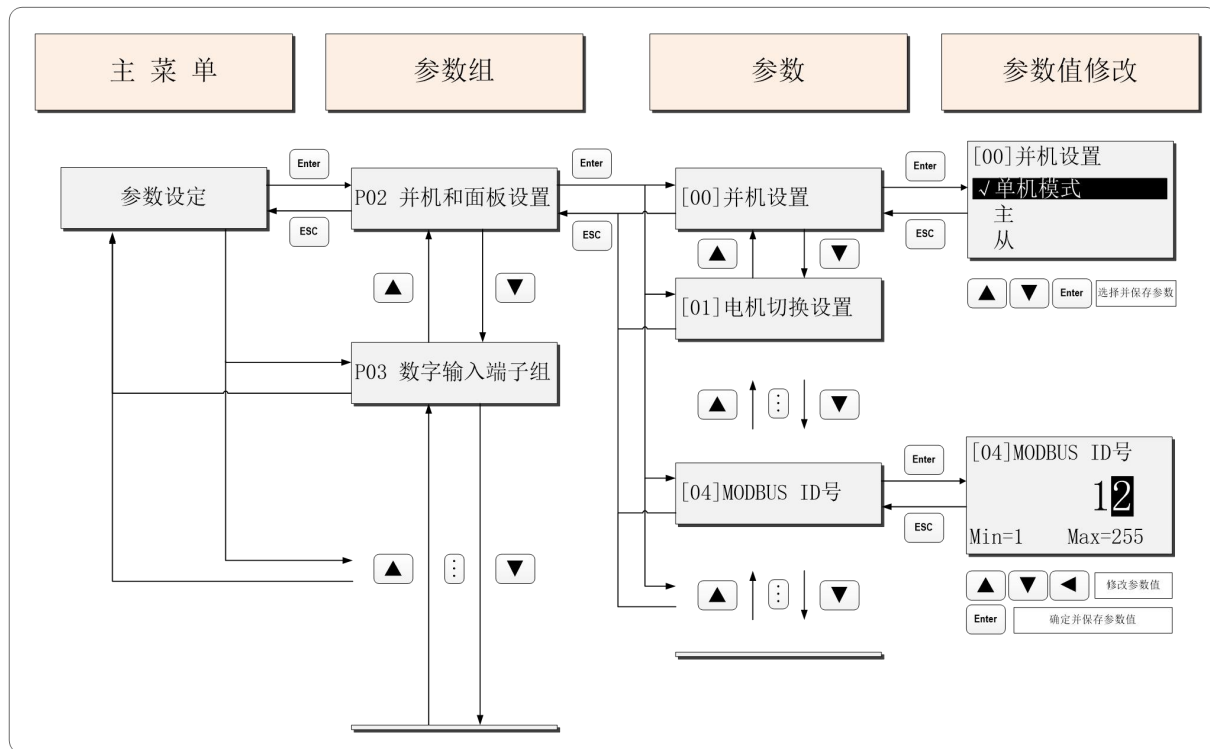 主 菜 单
参数组
参数
参数值修改
参数设定
Enter
ESC
P02 并机和面板设置
Enter
ESC
[00]并机设置
Enter
ESC
[00]并机设置
√单机模式
主
从
▲ ▼ Enter 选择并保存参数
▲ ▼
▲ ▼
[01]电机切换设置
P03 数字输入端子组
▲ ⋮ ▼
[04]MODBUS ID号
Enter
ESC
[04]MODBUS ID号
12
Min=1 Max=255
▲ ⋮ ▼
▲ ⋮ ▼
▲ ▼ ◀ 修改参数值
Enter 确定并保存参数值